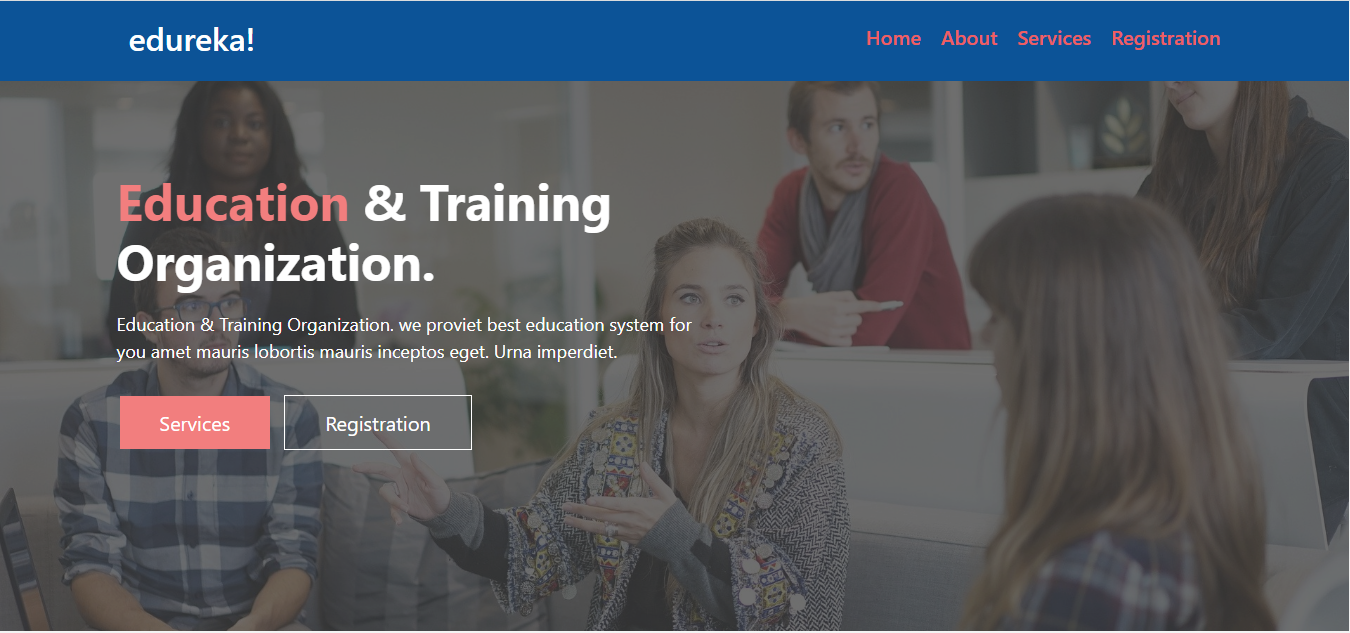 edureka!
Home About Services Registration
Education & Training
Organization.
Education & Training Organization. we proviet best education system for
you amet mauris lobortis mauris inceptos eget. Urna imperdiet.
Services Registration